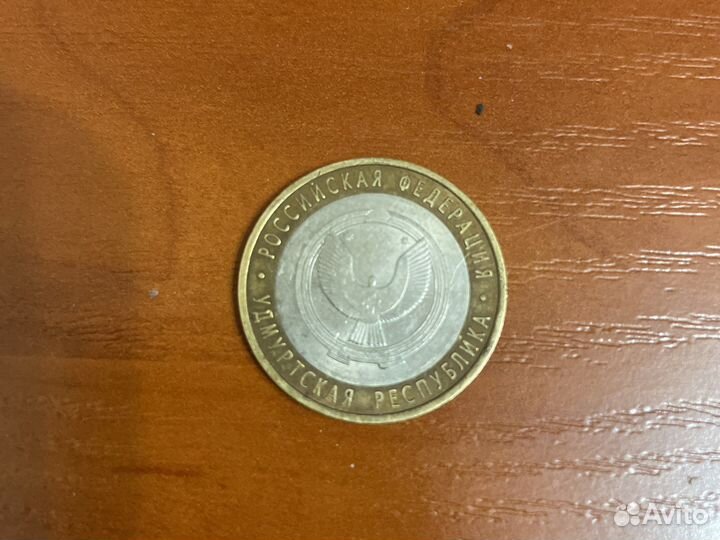 РОССИЙСКАЯ ФЕДЕРАЦИЯ
• УДМУРТСКАЯ РЕСПУБЛИКА •
Avito